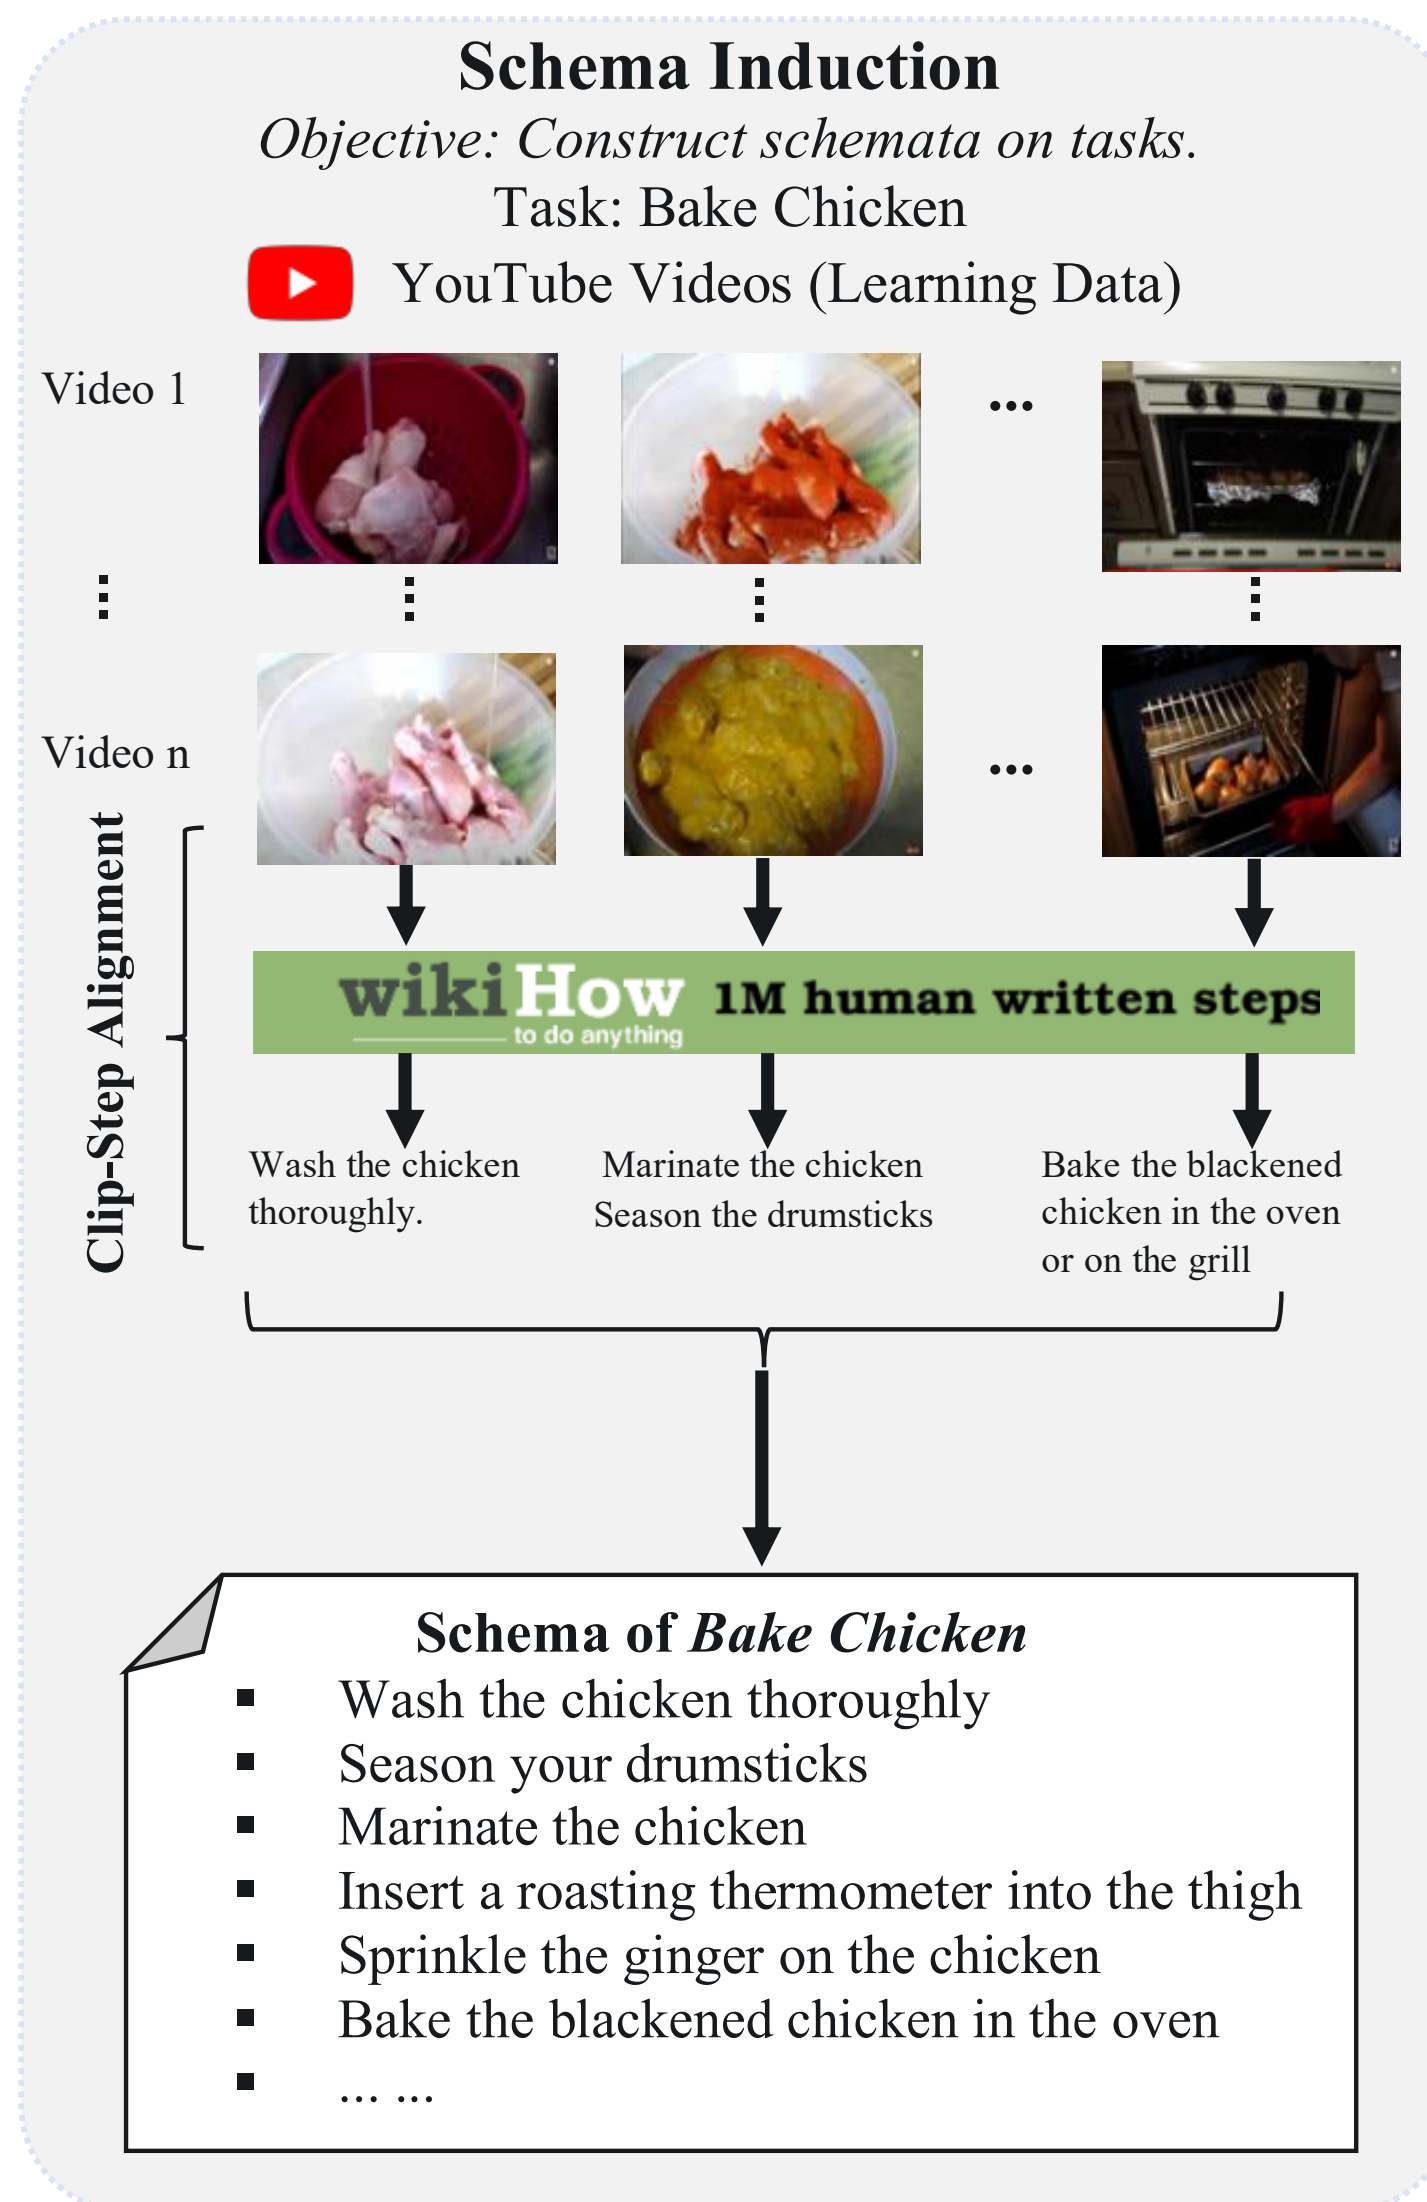 Schema Induction
Objective: Construct schemata on tasks.
Task: Bake Chicken
YouTube Videos (Learning Data)
Video 1
...
Video n
...
Clip-Step Alignment
wikiHow
to do anything
1M human written steps
Wash the chicken
thoroughly.
Marinate the chicken
Season the drumsticks
Bake the blackened
chicken in the oven
or on the grill
Schema of Bake Chicken
▪ Wash the chicken thoroughly
▪ Season your drumsticks
▪ Marinate the chicken
▪ Insert a roasting thermometer into the thigh
▪ Sprinkle the ginger on the chicken
▪ Bake the blackened chicken in the oven
▪ ... ...